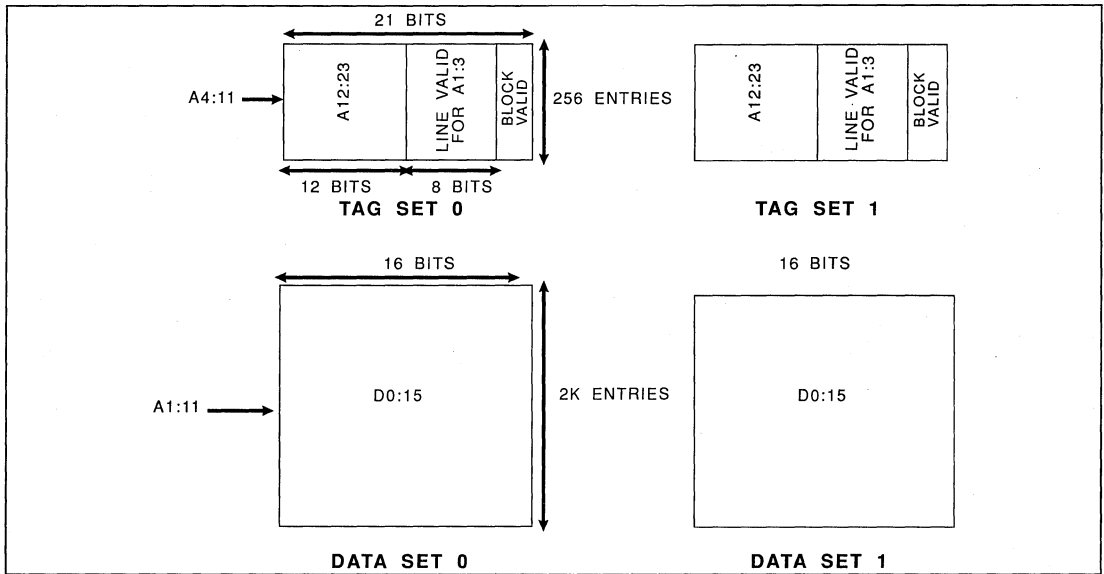 21 BITS
A4:11
A12:23
LINE VALID
FOR A1:3
BLOCK
VALID
256 ENTRIES
12 BITS
8 BITS
TAG SET 0
A12:23
LINE VALID
FOR A1:3
BLOCK
VALID
TAG SET 1
16 BITS
A1:11
D0:15
2K ENTRIES
DATA SET 0
16 BITS
D0:15
DATA SET 1